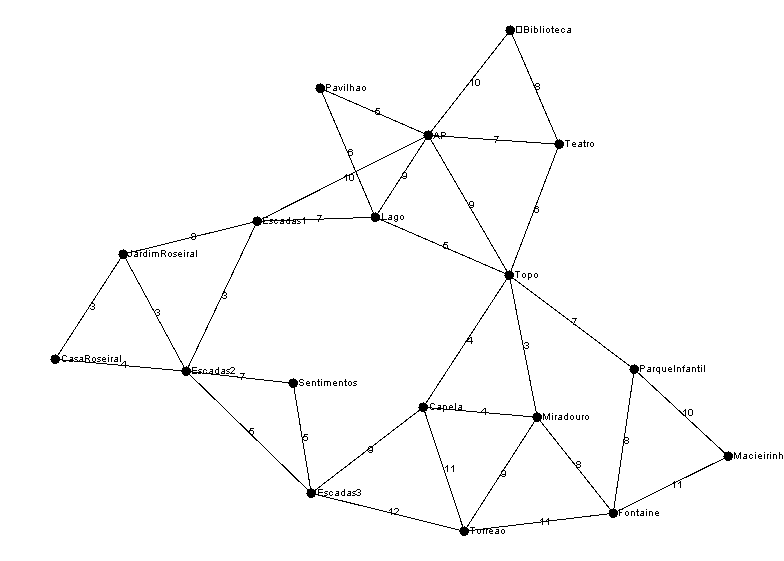 Biblioteca
10
8
Pavilhao
5
AP
7
Teatro
6
9
10
9
6
Escadas1
7
Lago
5
Topo
JardimRoseiral
3
3
3
4
3
7
CasaRoseiral
4
Escadas2
7
Sentimentos
ParqueInfantil
Capela
4
Miradouro
10
5
5
9
11
9
8
8
Macieirinh
11
Escadas3
12
11
Fontaine
Torreao